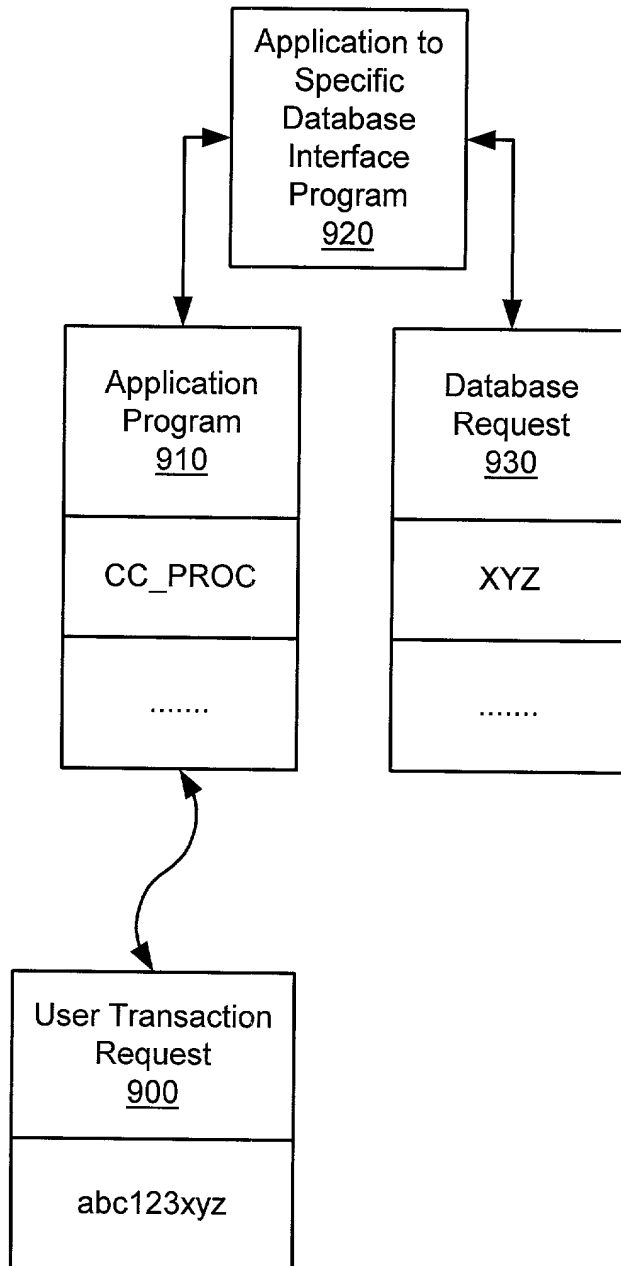 Application to
Specific
Database
Interface
Program
920
Application
Program
910
CC_PROC
.......
Database
Request
930
XYZ
.......
User Transaction
Request
900
abc123xyz